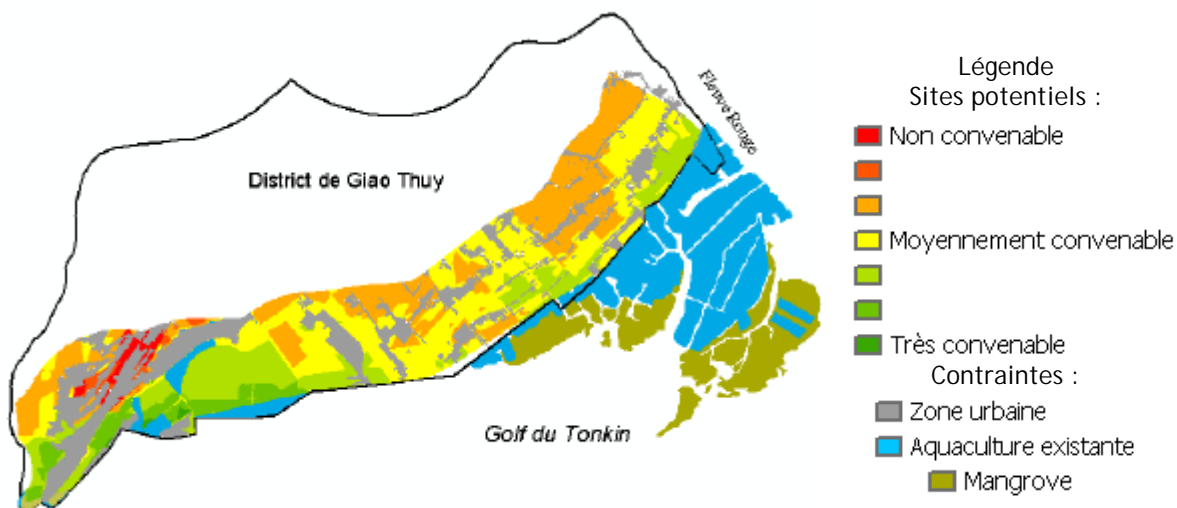 Fleuve Rouge
District de Giao Thuy
Golf du Tonkin
Légende
Sites potentiels :
Non convenable
Moyennement convenable
Très convenable
Contraintes :
Zone urbaine
Aquaculture existante
Mangrove